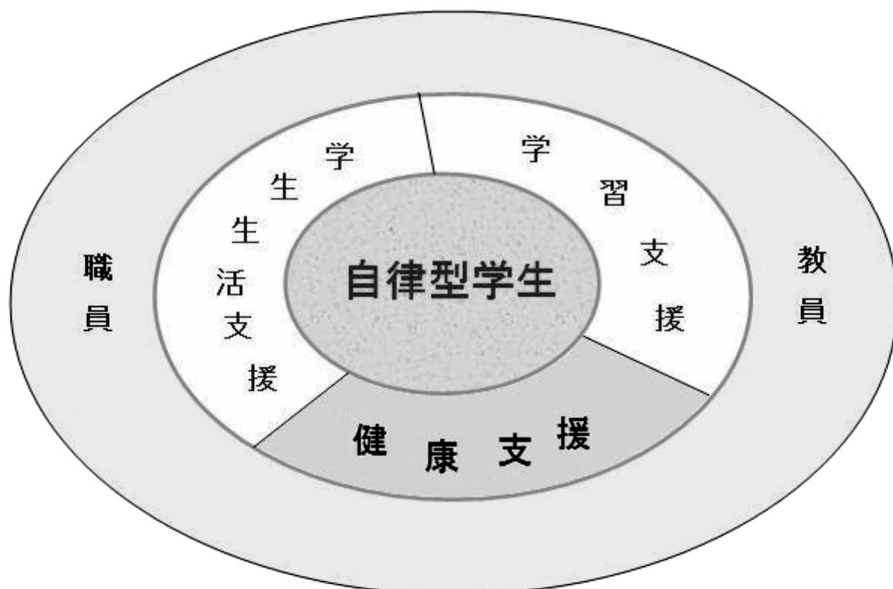 学生生活支援
学習支援
職員
自律型学生
教員
健康支援